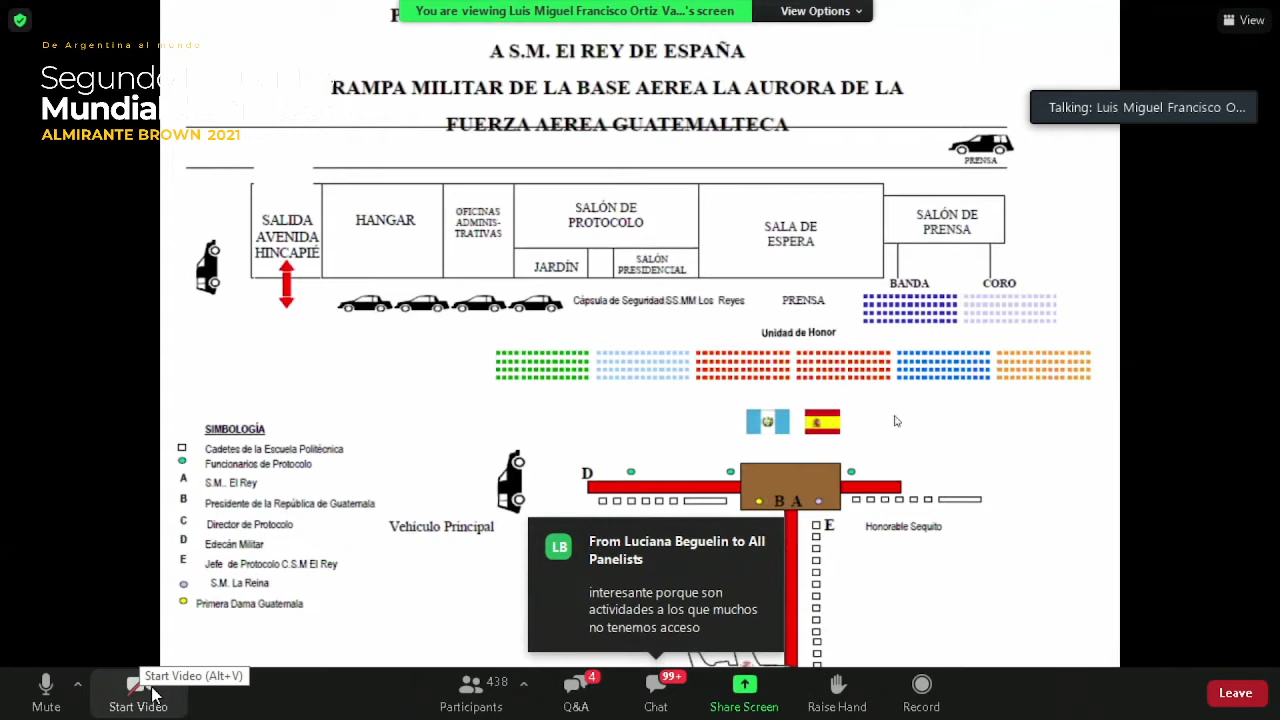 You are viewing Luis Miguel Francisco Ortiz Va...'s screen
View Options
View
De Argentina al mundo
Segundo
Mundial
ALMIRANTE BROWN 2021
Talking: Luis Miguel Francisco O...
A S.M. El REY DE ESPAÑA
RAMPA MILITAR DE LA BASE AEREA LA AURORA DE LA
FUERZA AEREA GUATEMALTECA
PRENSA
SALIDA
AVENIDA
HINCAPIÉ
HANGAR
OFICINAS
ADMINIS-
TRATIVAS
SALÓN DE
PROTOCOLO
JARDÍN
SALÓN
PRESIDENCIAL
SALA DE
ESPERA
SALÓN DE
PRENSA
BANDA
CORO
Cápsula de Seguridad SS.MM Los Reyes
PRENSA
Unidad de Honor
SIMBOLOGÍA
Cadetes de la Escuela Politécnica
Funcionarios de Protocolo
A S.M.. El Rey
B Presidente de la República de Guatemala
C Director de Protocolo
D Edecán Militar
E Jefe de Protocolo C.S.M El Rey
S.M. La Reina
Primera Dama Guatemala
Vehículo Principal
D
B A
E
Honorable Sequito
LB
From Luciana Beguelin to All
Panelists
interesante porque son
actividades a los que muchos
no tenemos acceso
Start Video (Alt+V)
Mute
Start Video
438
Participants
4
Q&A
99+
Chat
Share Screen
Raise Hand
Record
Leave